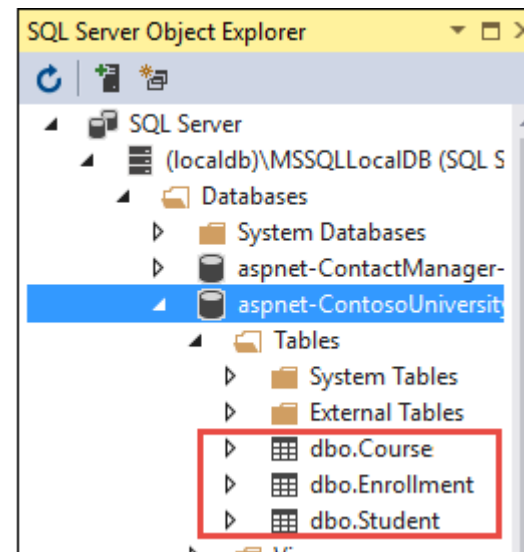 SQL Server Object Explorer
SQL Server
(localdb)\MSSQLLocalDB (SQL S
Databases
System Databases
aspnet-ContactManager-
aspnet-ContosoUniversity
Tables
System Tables
External Tables
dbo.Course
dbo.Enrollment
dbo.Student